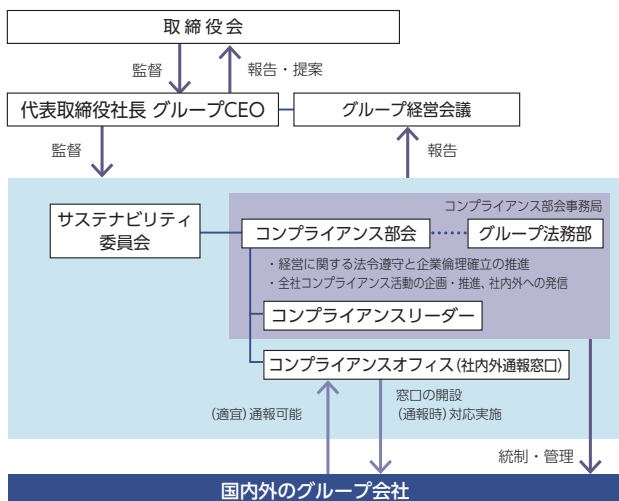 取締役会
監督
報告・提案
代表取締役社長 グループCEO
グループ経営会議
監督
報告
コンプライアンス部会事務局
サステナビリティ
委員会
コンプライアンス部会
グループ法務部
・経営に関する法令遵守と企業倫理確立の推進
・全社コンプライアンス活動の企画・推進、社内外への発信
コンプライアンスリーダー
コンプライアンスオフィス(社内外通報窓口)
(適宜)通報可能
窓口の開設
(通報時)対応実施
統制・管理
国内外のグループ会社